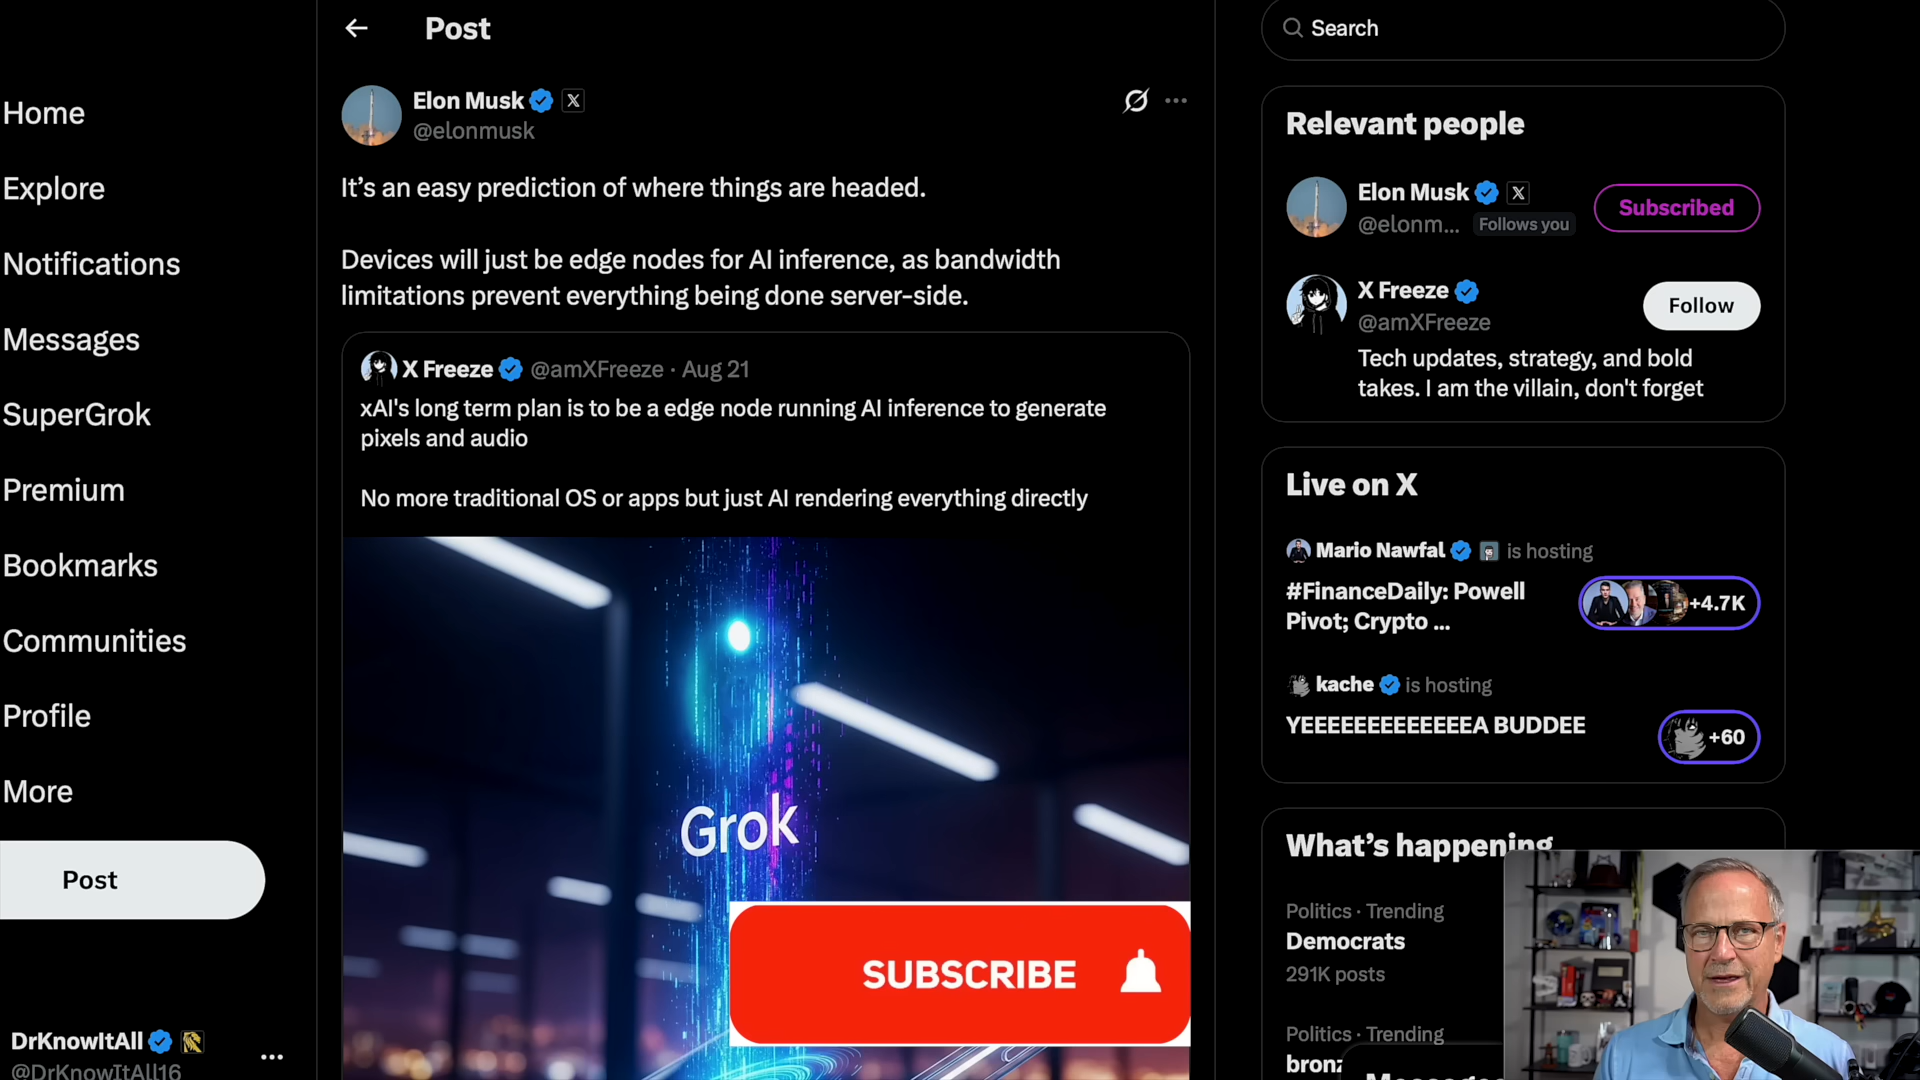 Home
Explore
Notifications
Messages
SuperGrok
Premium
Bookmarks
Communities
Profile
More
Post
DrKnowItAll
@DrKnowItAll16
Post
Elon Musk
@elonmusk
It’s an easy prediction of where things are headed.
Devices will just be edge nodes for AI inference, as bandwidth
limitations prevent everything being done server-side.
X Freeze @amXFreeze · Aug 21
xAI's long term plan is to be a edge node running AI inference to generate
pixels and audio
No more traditional OS or apps but just AI rendering everything directly
Grok
SUBSCRIBE
Search
Relevant people
Elon Musk
@elonm... Follows you
Subscribed
X Freeze
@amXFreeze
Follow
Tech updates, strategy, and bold
takes. I am the villain, don't forget
Live on X
Mario Nawfal is hosting
#FinanceDaily: Powell
Pivot; Crypto ...
+4.7K
kache is hosting
YEEEEEEEEEEEEEA BUDDEE
+60
What’s happening
Politics · Trending
Democrats
291K posts
Politics · Trending